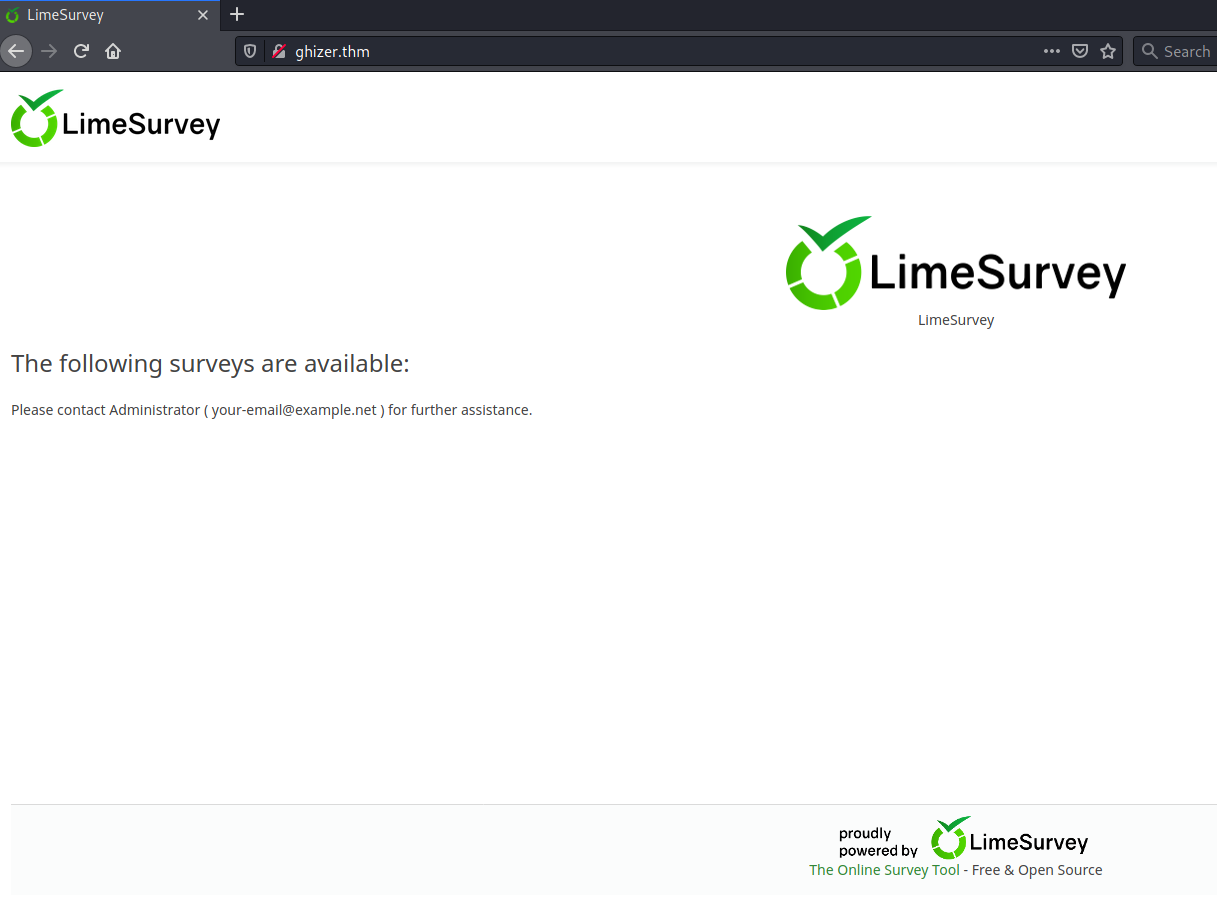 LimeSurvey
ghizer.thm
Search
LimeSurvey
LimeSurvey
LimeSurvey
The following surveys are available:
Please contact Administrator ( your-email@example.net ) for further assistance.
proudly
powered by LimeSurvey
The Online Survey Tool - Free & Open Source